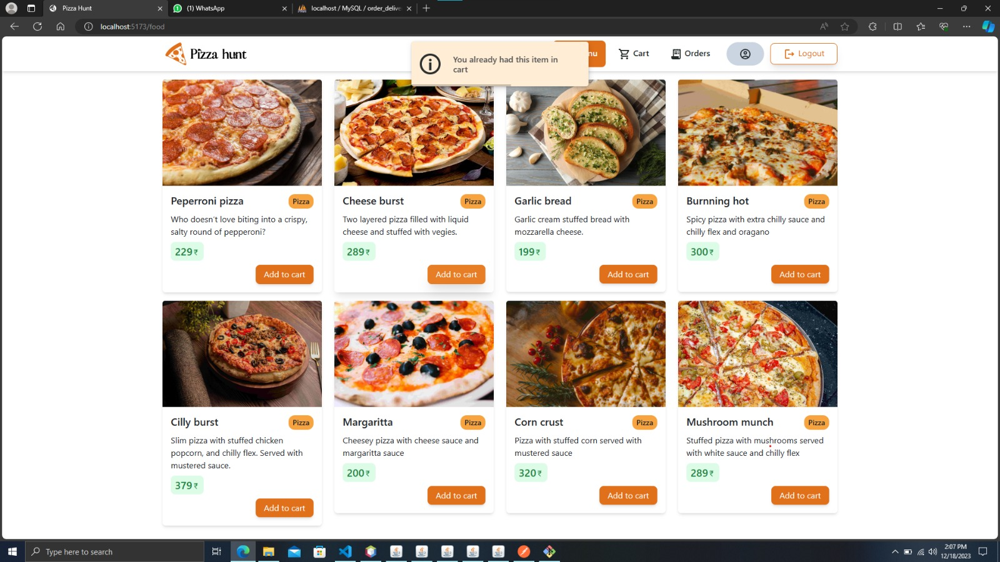 Pizza Hunt
(1) WhatsApp
localhost / MySQL / order_delive
localhost:5173/food
Pizza hunt
You already had this item in
cart
nu
Cart
Orders
Logout
Peperroni pizza
Pizza
Who doesn't love biting into a crispy,
salty round of pepperoni?
229₹
Add to cart
Cheese burst
Pizza
Two layered pizza filled with liquid
cheese and stuffed with vegies.
289₹
Add to cart
Garlic bread
Pizza
Garlic cream stuffed bread with
mozzarella cheese.
199₹
Add to cart
Burnning hot
Pizza
Spicy pizza with extra chilly sauce and
chilly flex and oragano
300₹
Add to cart
Cilly burst
Pizza
Slim pizza with stuffed chicken
popcorn, and chilly flex. Served with
mustered sauce.
379₹
Add to cart
Margaritta
Pizza
Cheesey pizza with cheese sauce and
margaritta sauce
200₹
Add to cart
Corn crust
Pizza
Pizza with stuffed corn served with
mustered sauce
320₹
Add to cart
Mushroom munch
Pizza
Stuffed pizza with mushrooms served
with white sauce and chilly flex
289₹
Add to cart
Type here to search
2:07 PM
12/18/2023